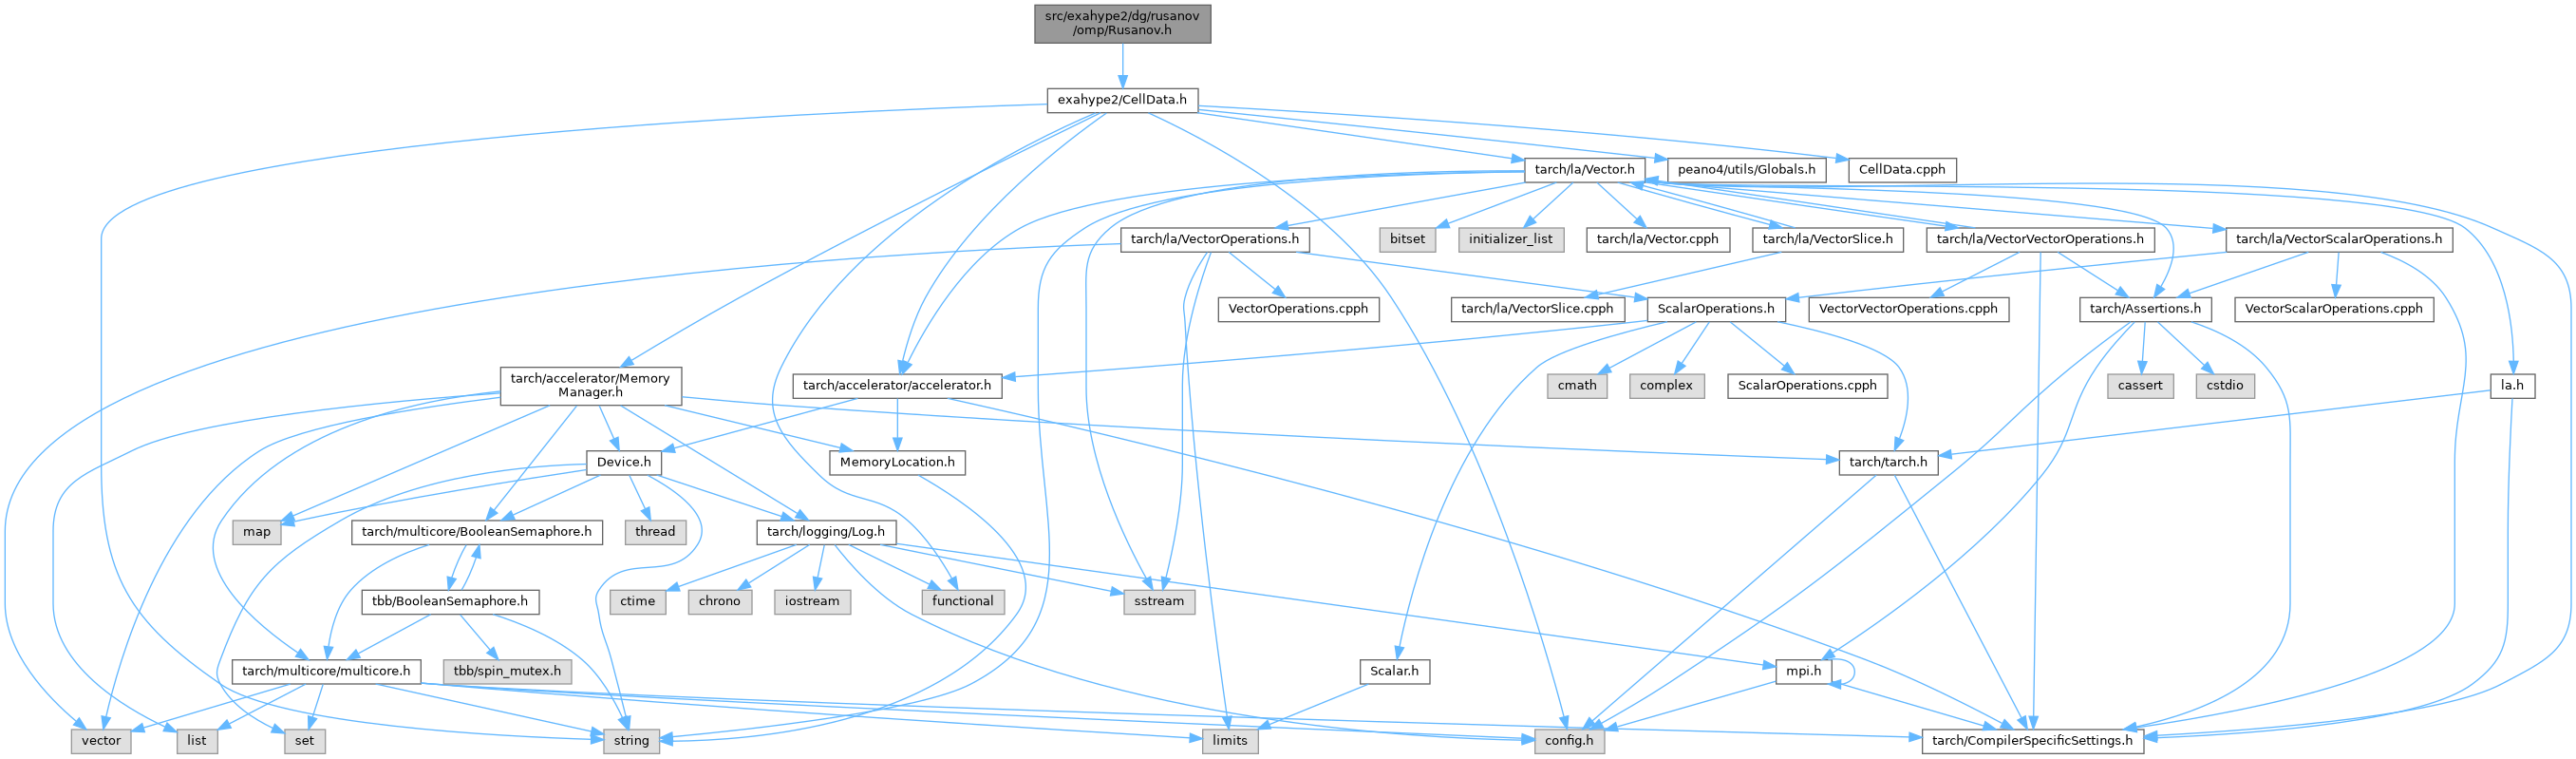 src/exahype2/dg/rusanov
/omp/Rusanov.h
exahype2/CellData.h
tarch/la/Vector.h
peano4/utils/Globals.h
CellData.cpph
tarch/la/VectorOperations.h
bitset
initializer_list
tarch/la/Vector.cpph
tarch/la/VectorSlice.h
tarch/la/VectorVectorOperations.h
tarch/la/VectorScalarOperations.h
VectorOperations.cpph
tarch/la/VectorSlice.cpph
ScalarOperations.h
VectorVectorOperations.cpph
tarch/Assertions.h
VectorScalarOperations.cpph
tarch/accelerator/Memory
Manager.h
tarch/accelerator/accelerator.h
cmath
complex
ScalarOperations.cpph
cassert
cstdio
la.h
Device.h
MemoryLocation.h
tarch/tarch.h
map
tarch/multicore/BooleanSemaphore.h
thread
tarch/logging/Log.h
tbb/BooleanSemaphore.h
ctime
chrono
iostream
functional
sstream
tarch/multicore/multicore.h
tbb/spin_mutex.h
Scalar.h
mpi.h
vector
list
set
string
limits
config.h
tarch/CompilerSpecificSettings.h